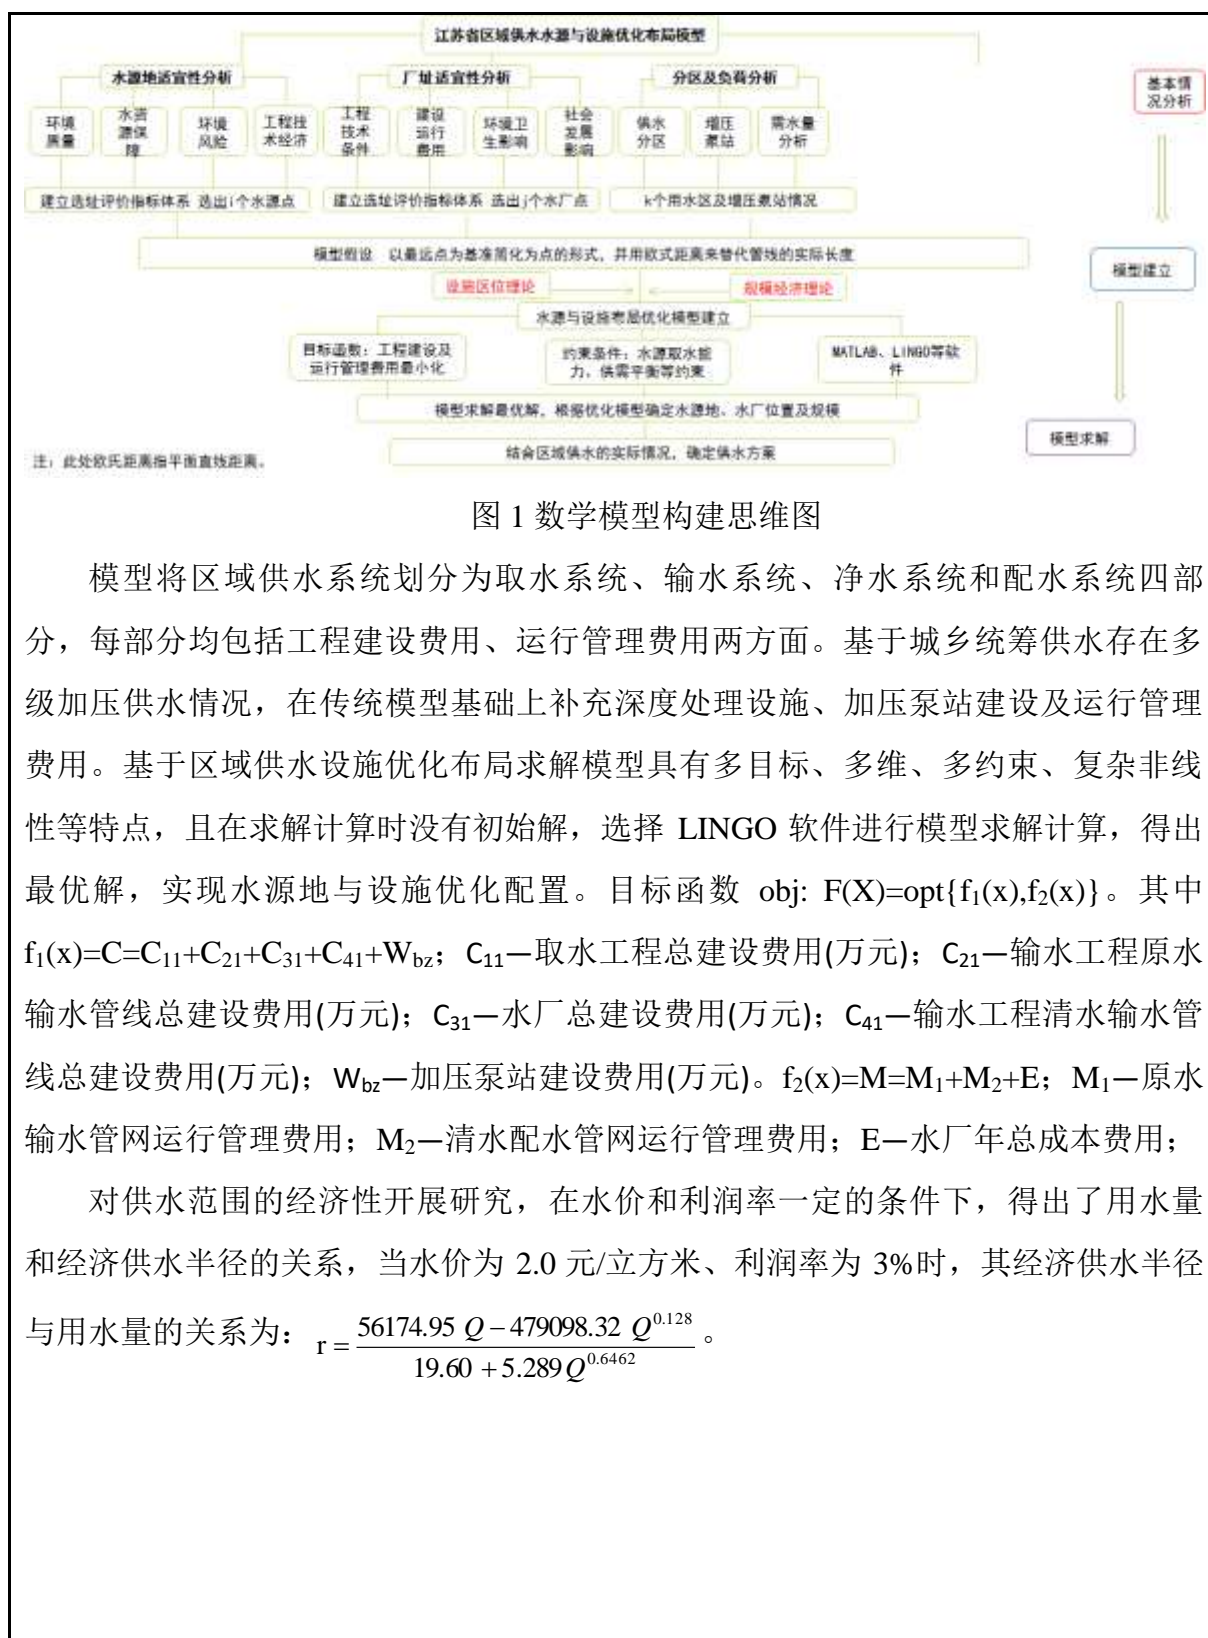 江苏省区域供水水源与设施优化布局模型
水源地适宜性分析 厂址适宜性分析 分区及负荷分析
基本情况分析
环境质量 水资源保障 环境风险 工程技术经济 工程技术条件 建设运行费用 环境卫生影响 社会发展影响 供水分区 增压泵站 需水量分析
建立选址评价指标体系 选出i个水源点 建立选址评价指标体系 选出j个水厂点 k个用水区及增压泵站情况
模型假设 以最远点为基准简化为点的形式，并用欧式距离来替代管线的实际长度
模型建立
设施区位理论 规模经济理论
水源与设施布局优化模型建立
目标函数：工程建设及运行管理费用最小化 约束条件：水源取水能力、供需平衡等约束 MATLAB、LINGO等软件
模型求解最优解，根据优化模型确定水源地、水厂位置及规模
模型求解
结合区域供水的实际情况，确定供水方案
注：此处欧氏距离指平面直线距离。
图 1 数学模型构建思维图
模型将区域供水系统划分为取水系统、输水系统、净水系统和配水系统四部
分，每部分均包括工程建设费用、运行管理费用两方面。基于城乡统筹供水存在多
级加压供水情况，在传统模型基础上补充深度处理设施、加压泵站建设及运行管理
费用。基于区域供水设施优化布局求解模型具有多目标、多维、多约束、复杂非线
性等特点，且在求解计算时没有初始解，选择 LINGO 软件进行模型求解计算，得出
最优解，实现水源地与设施优化配置。目标函数 obj: F(X)=opt{f₁(x),f₂(x)}。其中
f₁(x)=C=C₁₁+C₂₁+C₃₁+C₄₁+W_bz；C₁₁—取水工程总建设费用(万元)；C₂₁—输水工程原水
输水管线总建设费用(万元)；C₃₁—水厂总建设费用(万元)；C₄₁—输水工程清水输水管
线总建设费用(万元)；W_bz—加压泵站建设费用(万元)。f₂(x)=M=M₁+M₂+E；M₁—原水
输水管网运行管理费用；M₂—清水配水管网运行管理费用；E—水厂年总成本费用；
对供水范围的经济性开展研究，在水价和利润率一定的条件下，得出了用水量
和经济供水半径的关系，当水价为 2.0 元/立方米、利润率为 3%时，其经济供水半径
与用水量的关系为：r = (56174.95 Q − 479098.32 Q^0.128) / (19.60 + 5.289Q^0.6462)。